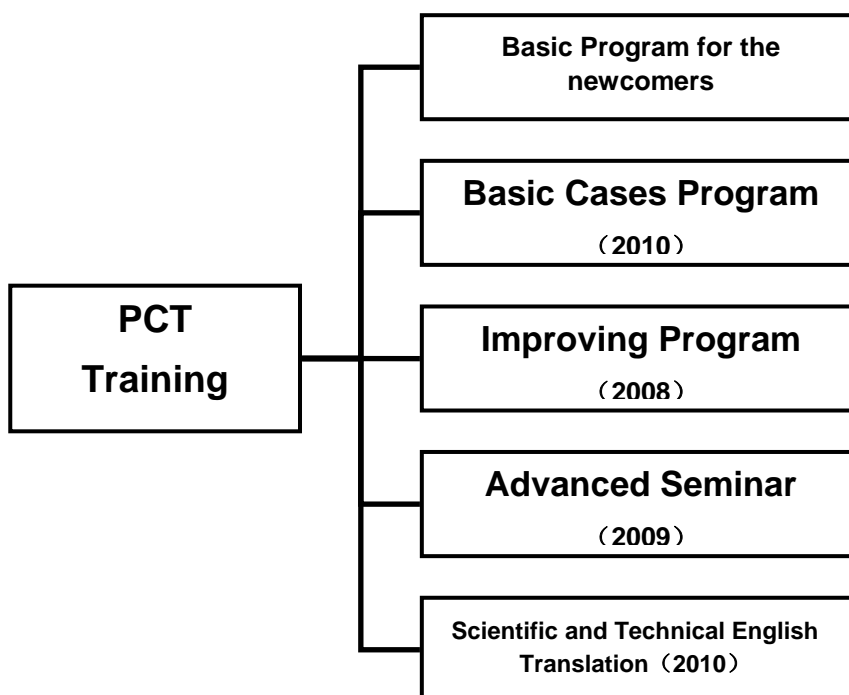 Basic Program for the
newcomers
Basic Cases Program
（2010）
PCT
Training
Improving Program
（2008）
Advanced Seminar
（2009）
Scientific and Technical English
Translation（2010）